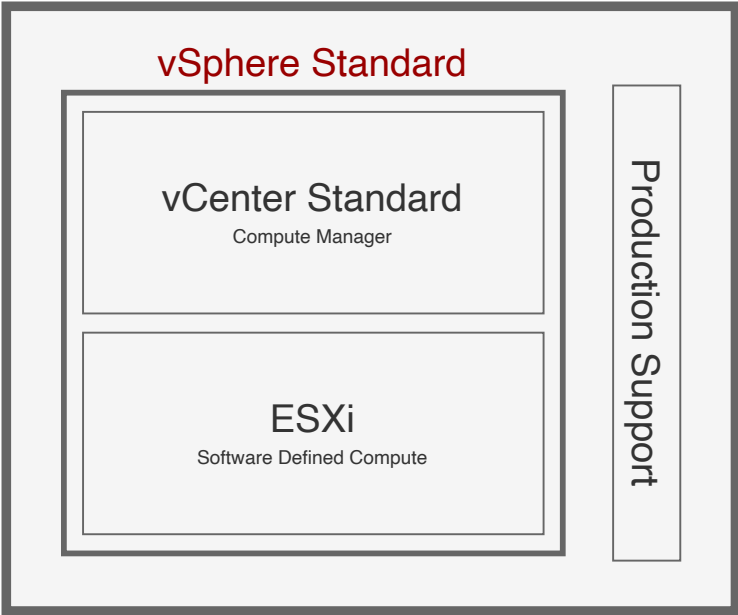 vSphere Standard
vCenter Standard
Compute Manager
ESXi
Software Defined Compute
Production Support